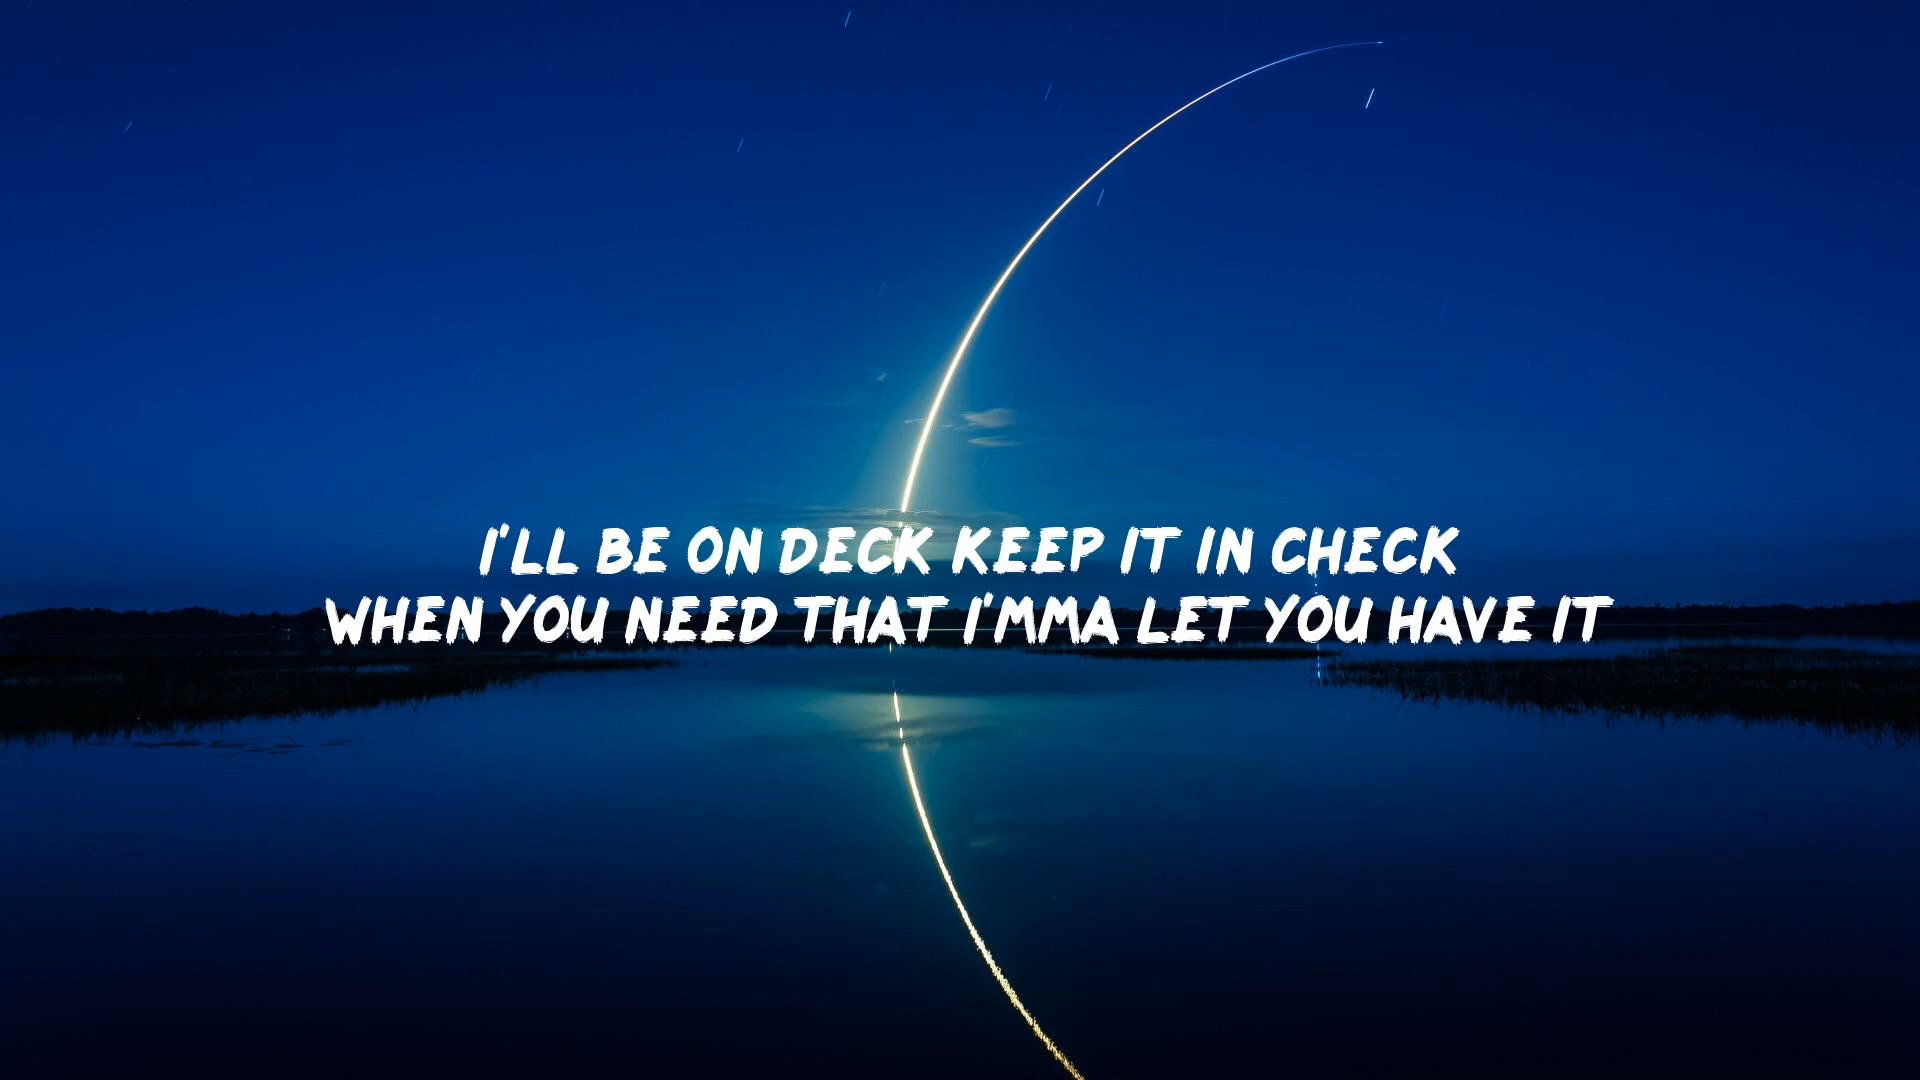 I'LL BE ON DECK KEEP IT IN CHECK
WHEN YOU NEED THAT I'MMA LET YOU HAVE IT